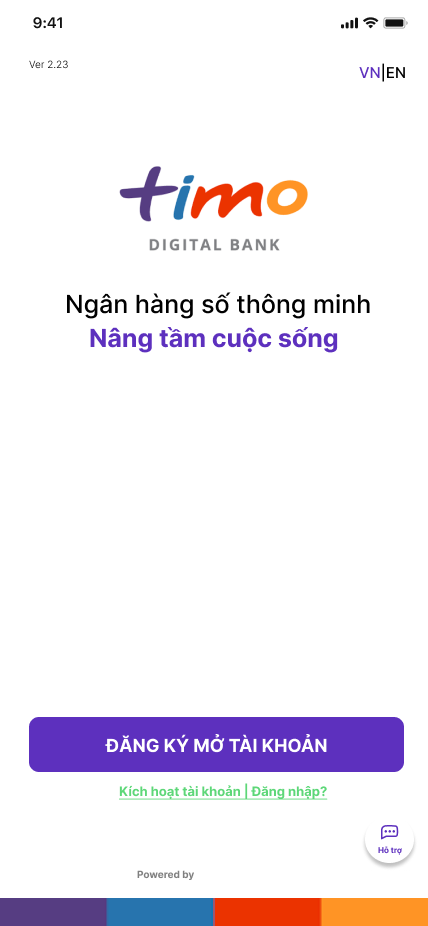 9:41
Ver 2.23
VN|EN
timo
DIGITAL BANK
Ngân hàng số thông minh
Nâng tầm cuộc sống
ĐĂNG KÝ MỞ TÀI KHOẢN
Kích hoạt tài khoản | Đăng nhập?
Hỗ trợ
Powered by